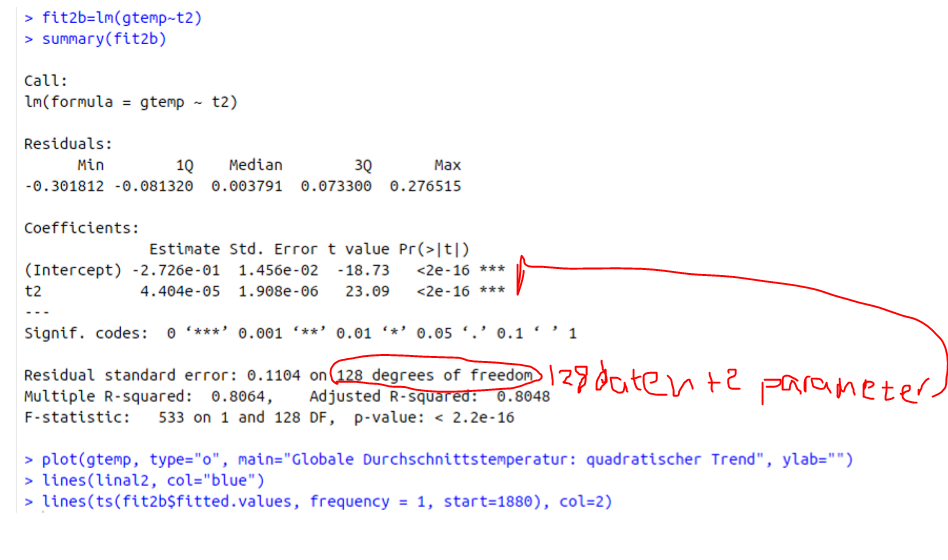 > fit2b=lm(gtemp~t2)
> summary(fit2b)
Call:
lm(formula = gtemp ~ t2)
Residuals:
Min 1Q Median 3Q Max
-0.301812 -0.081320 0.003791 0.073300 0.276515
Coefficients:
Estimate Std. Error t value Pr(>|t|)
(Intercept) -2.726e-01 1.456e-02 -18.73 <2e-16 ***
t2 4.404e-05 1.908e-06 23.09 <2e-16 ***
---
Signif. codes: 0 ‘***’ 0.001 ‘**’ 0.01 ‘*’ 0.05 ‘.’ 0.1 ‘ ’ 1
Residual standard error: 0.1104 on 128 degrees of freedom 128 daten + 2 parameter
Multiple R-squared: 0.8064, Adjusted R-squared: 0.8048
F-statistic: 533 on 1 and 128 DF, p-value: < 2.2e-16
> plot(gtemp, type="o", main="Globale Durchschnittstemperatur: quadratischer Trend", ylab="")
> lines(linal2, col="blue")
> lines(ts(fit2b$fitted.values, frequency = 1, start=1880), col=2)